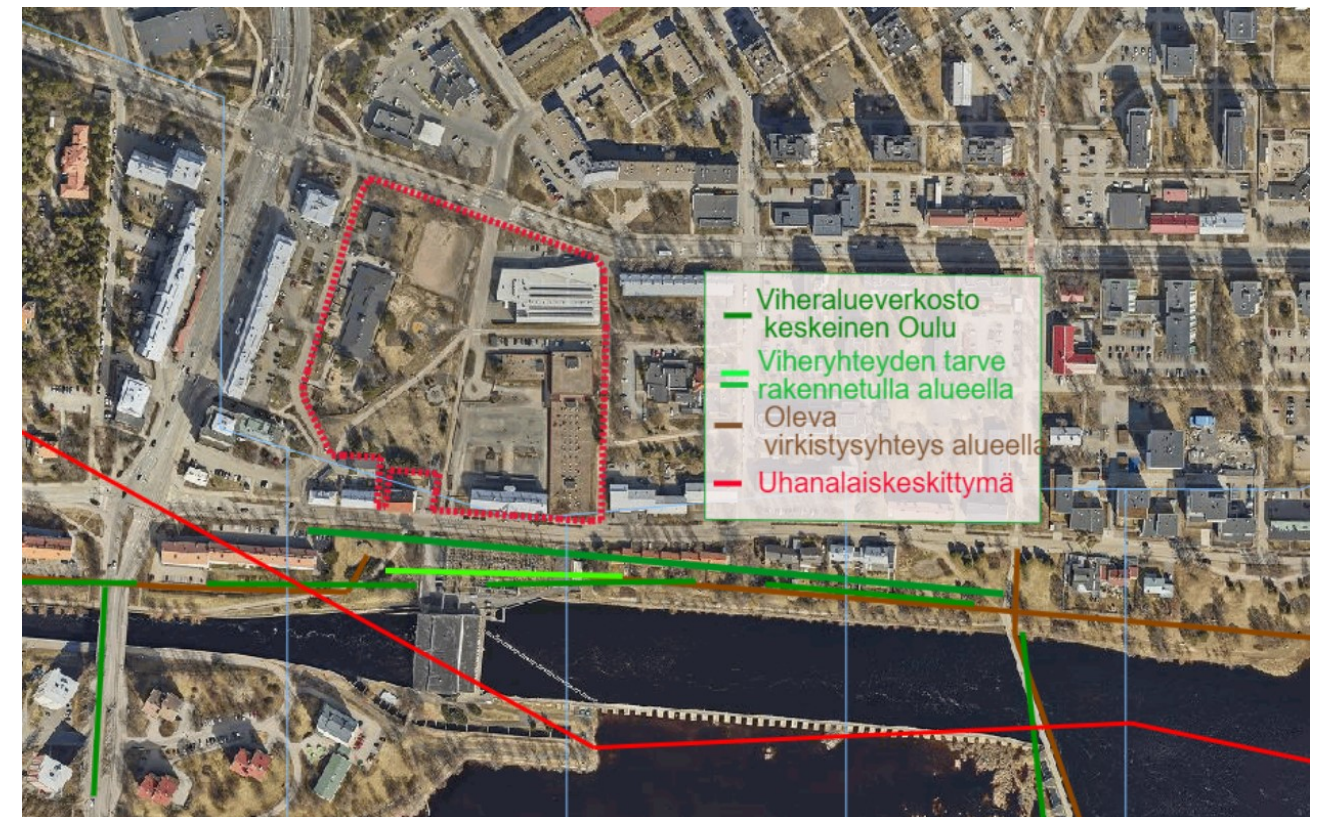 Viheralueverkosto
keskeinen Oulu
Viheryhteyden tarve
rakennetulla alueella
Oleva
virkistysyhteys alueella
Uhanalaiskeskittymä